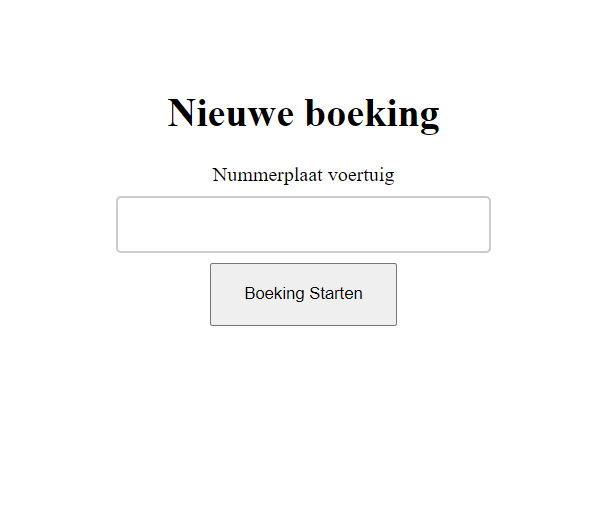 Nieuwe boeking
Nummerplaat voertuig
Boeking Starten